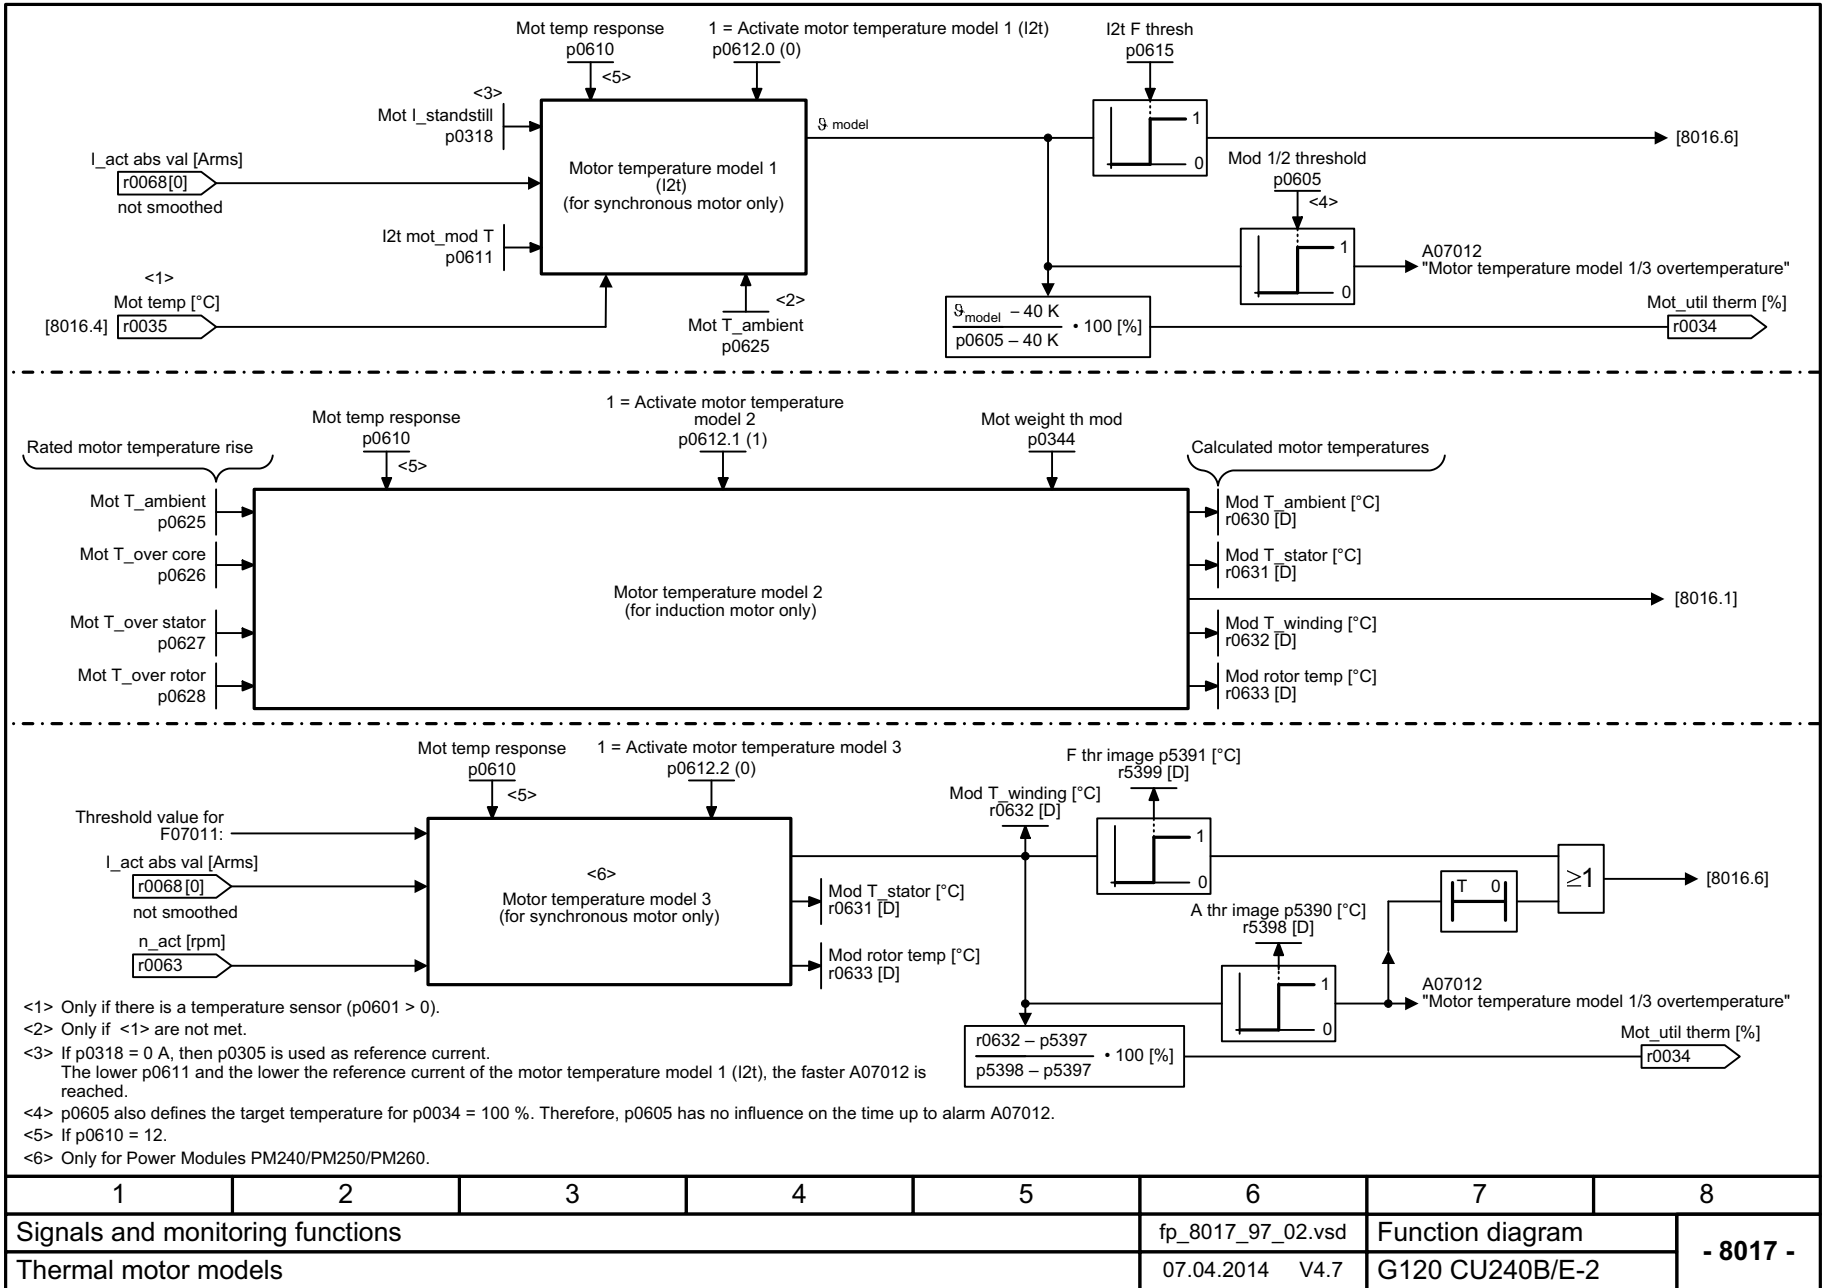 Mot temp response
p0610
<5>
1 = Activate motor temperature model 1 (I2t)
p0612.0 (0)
I2t F thresh
p0615
<3>
Mot I_standstill
p0318
I_act abs val [Arms]
r0068[0]
not smoothed
I2t mot_mod T
p0611
<1>
Mot temp [°C]
[8016.4]
r0035
Motor temperature model 1
(I2t)
(for synchronous motor only)
<2>
Mot T_ambient
p0625
ϑ model
1
0
[8016.6]
Mod 1/2 threshold
p0605
<4>
1
0
A07012
"Motor temperature model 1/3 overtemperature"
ϑmodel – 40 K
p0605 – 40 K
• 100 [%]
Mot_util therm [%]
r0034
Rated motor temperature rise
Mot temp response
p0610
<5>
1 = Activate motor temperature
model 2
p0612.1 (1)
Mot weight th mod
p0344
Calculated motor temperatures
Mot T_ambient
p0625
Mot T_over core
p0626
Mot T_over stator
p0627
Mot T_over rotor
p0628
Motor temperature model 2
(for induction motor only)
Mod T_ambient [°C]
r0630 [D]
Mod T_stator [°C]
r0631 [D]
[8016.1]
Mod T_winding [°C]
r0632 [D]
Mod rotor temp [°C]
r0633 [D]
Mot temp response
p0610
<5>
1 = Activate motor temperature model 3
p0612.2 (0)
Threshold value for
F07011:
I_act abs val [Arms]
r0068[0]
not smoothed
n_act [rpm]
r0063
<6>
Motor temperature model 3
(for synchronous motor only)
Mod T_stator [°C]
r0631 [D]
Mod rotor temp [°C]
r0633 [D]
Mod T_winding [°C]
r0632 [D]
F thr image p5391 [°C]
r5399 [D]
1
0
A thr image p5390 [°C]
r5398 [D]
1
0
T 0
≥1
[8016.6]
A07012
"Motor temperature model 1/3 overtemperature"
r0632 – p5397
p5398 – p5397
• 100 [%]
Mot_util therm [%]
r0034
<1> Only if there is a temperature sensor (p0601 > 0).
<2> Only if <1> are not met.
<3> If p0318 = 0 A, then p0305 is used as reference current.
The lower p0611 and the lower the reference current of the motor temperature model 1 (I2t), the faster A07012 is
reached.
<4> p0605 also defines the target temperature for p0034 = 100 %. Therefore, p0605 has no influence on the time up to alarm A07012.
<5> If p0610 = 12.
<6> Only for Power Modules PM240/PM250/PM260.
1 2 3 4 5 6 7 8
Signals and monitoring functions
fp_8017_97_02.vsd
Function diagram
- 8017 -
Thermal motor models
07.04.2014 V4.7
G120 CU240B/E-2